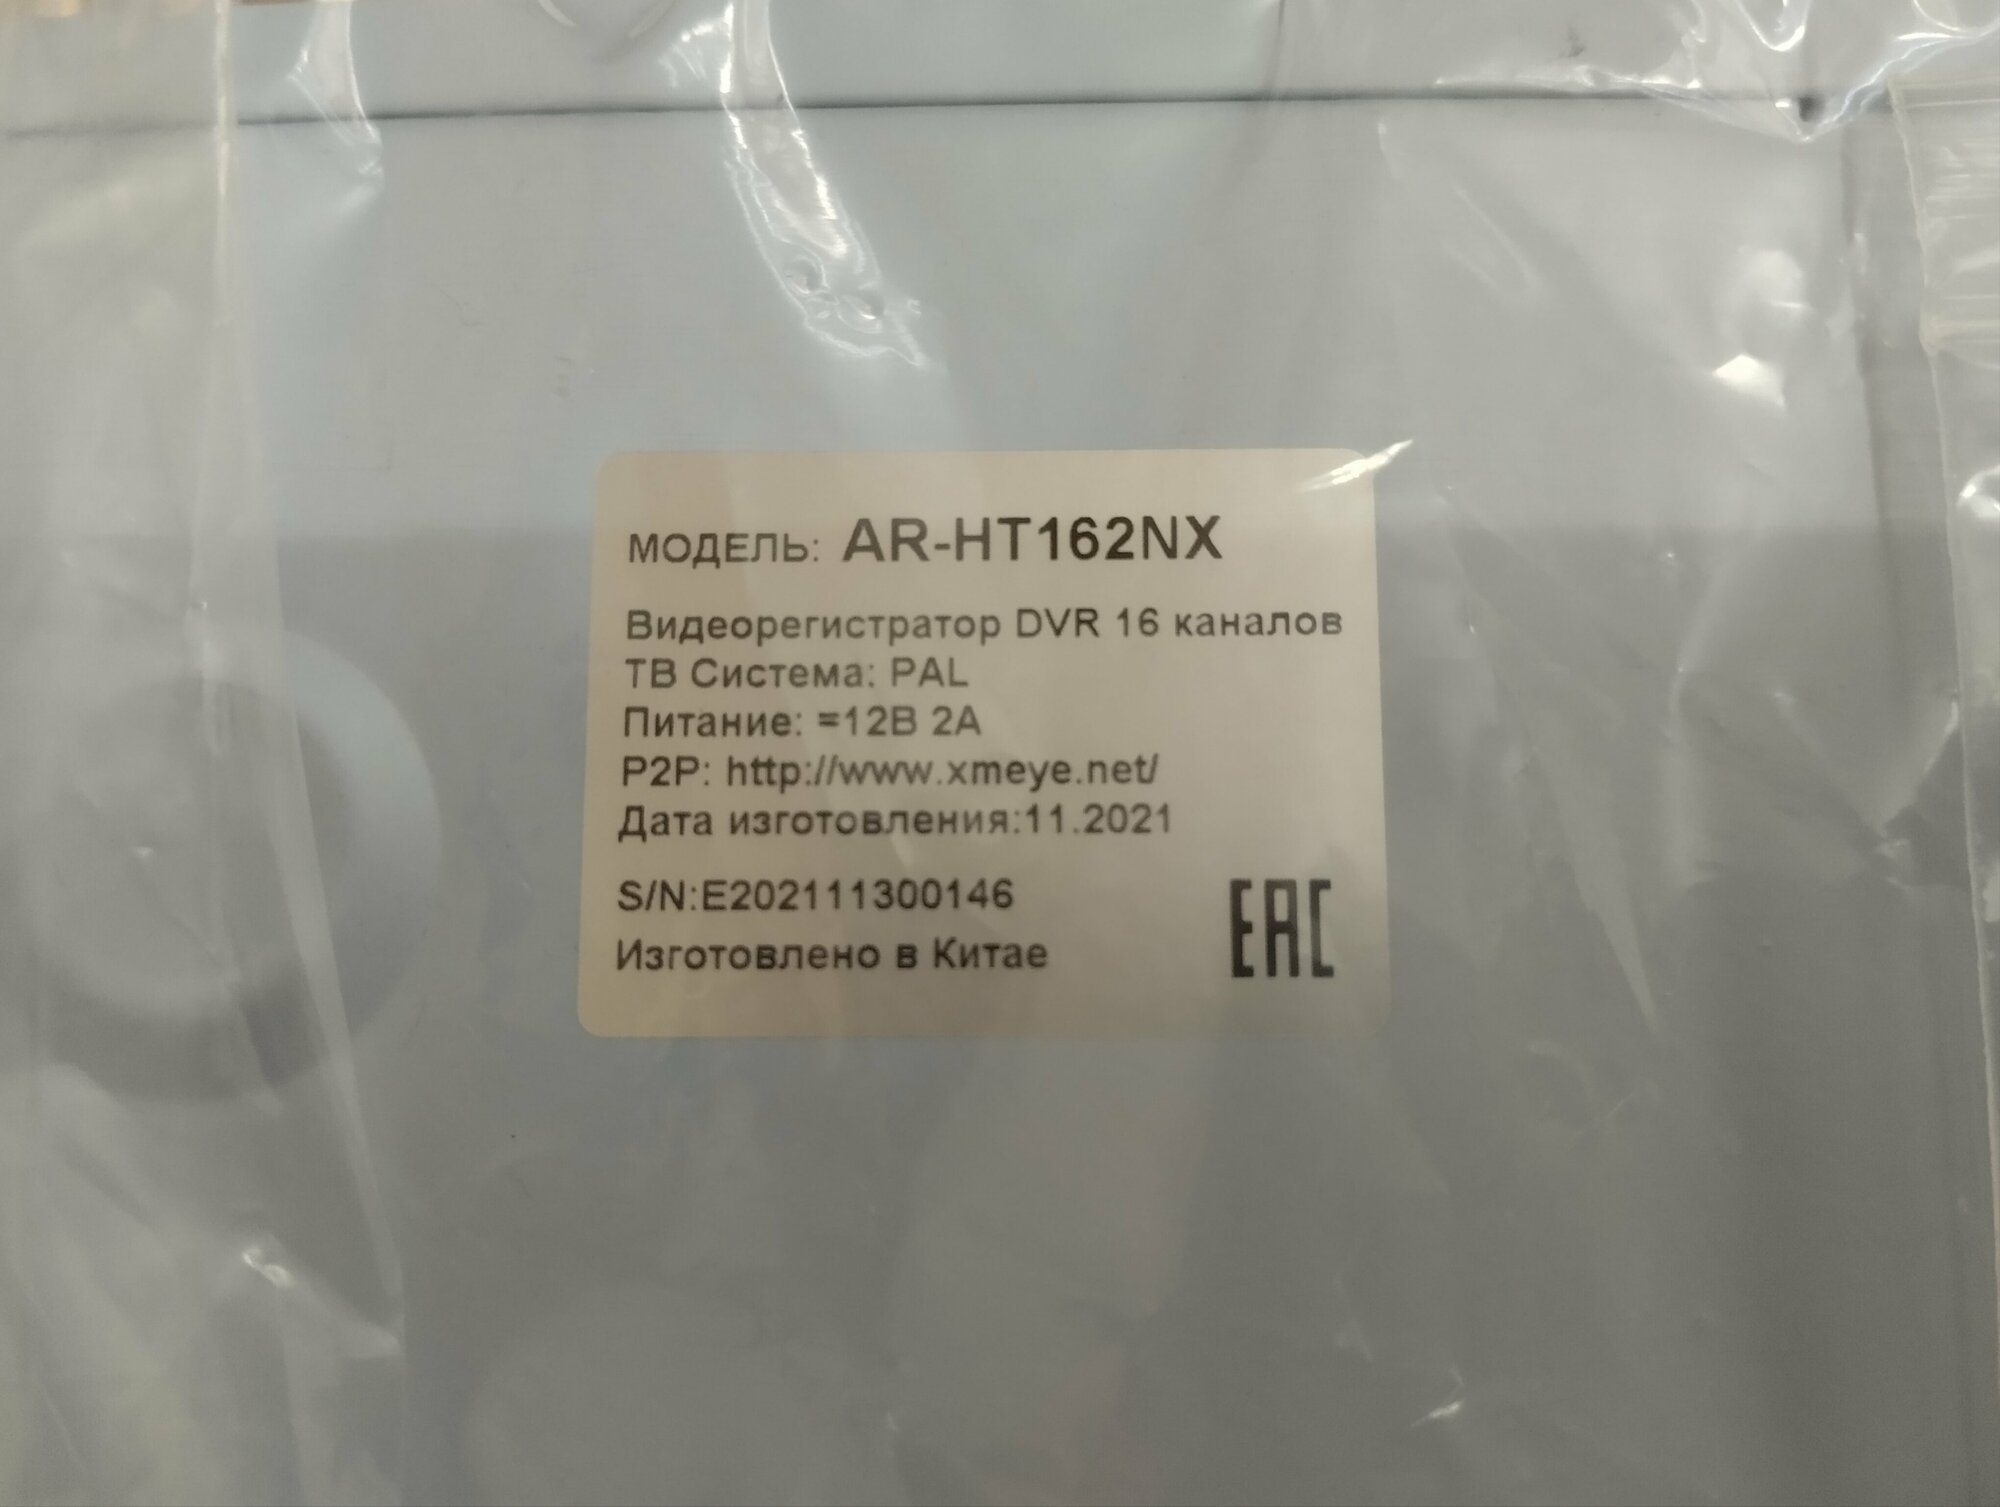 МОДЕЛЬ: AR-HT162NX
Видеорегистратор DVR 16 каналов
ТВ Система: PAL
Питание: =12В 2А
P2P: http://www.xmeye.net/
Дата изготовления:11.2021
S/N:E202111300146
Изготовлено в Китае
EAC